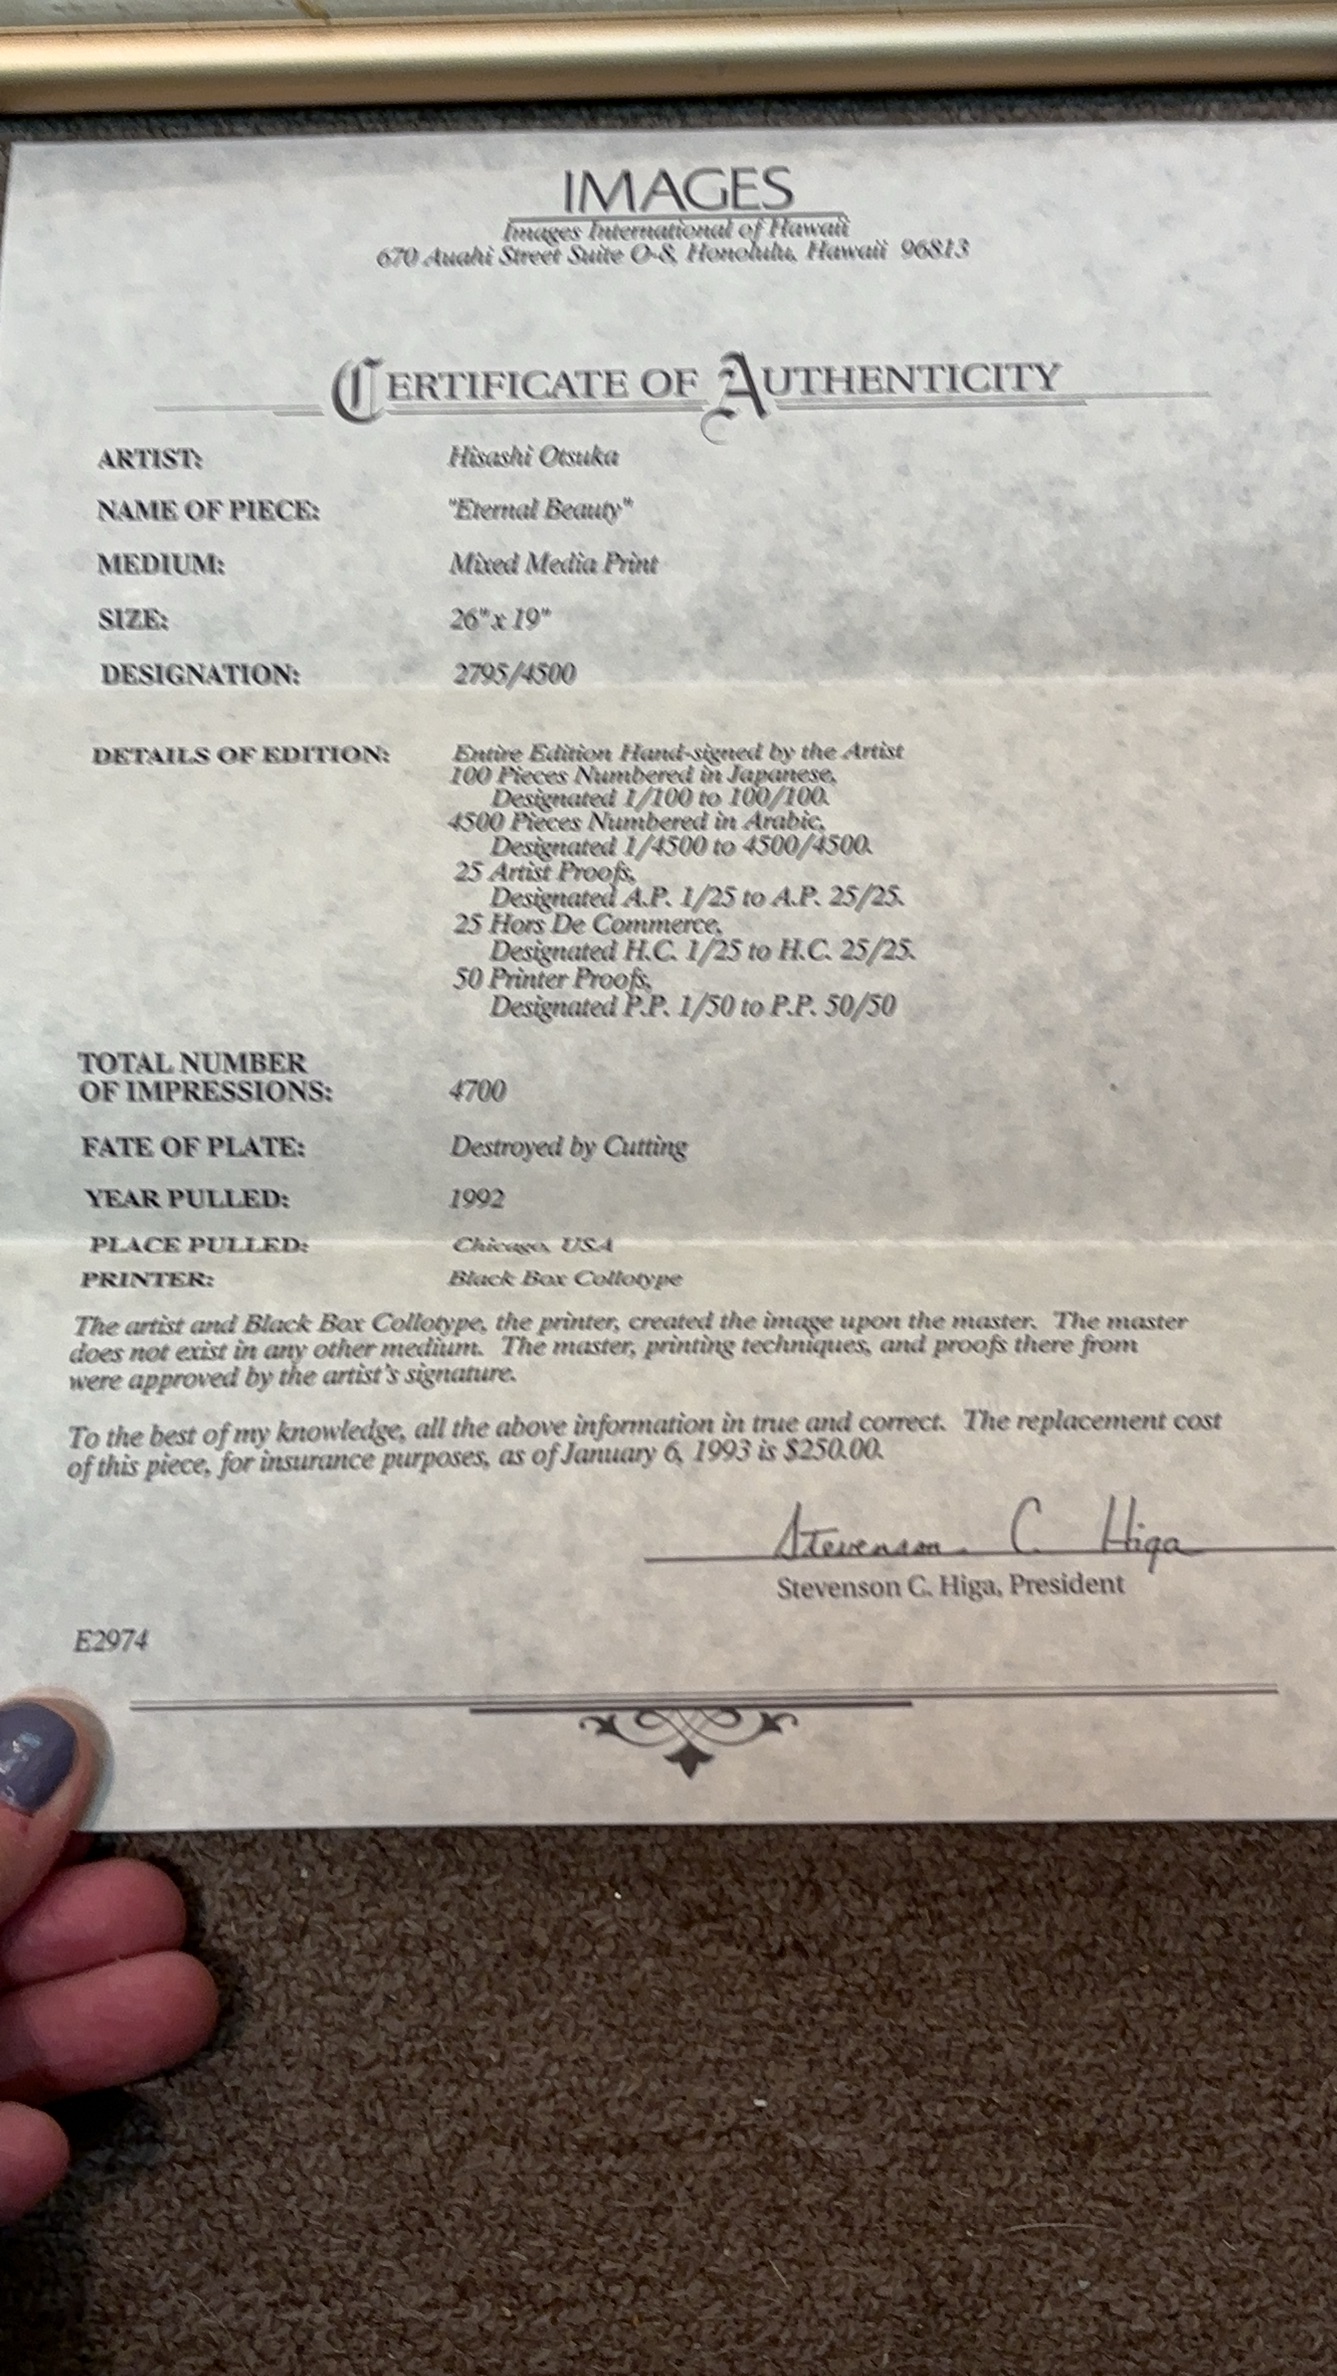 IMAGES
Images International of Hawaii
670 Auahi Street Suite O-8, Honolulu, Hawaii 96813
CERTIFICATE OF AUTHENTICITY
ARTIST: Hisashi Otsuka
NAME OF PIECE: "Eternal Beauty"
MEDIUM: Mixed Media Print
SIZE: 26" x 19"
DESIGNATION: 2795/4500
DETAILS OF EDITION: Entire Edition Hand-signed by the Artist
100 Pieces Numbered in Japanese,
Designated 1/100 to 100/100.
4500 Pieces Numbered in Arabic,
Designated 1/4500 to 4500/4500.
25 Artist Proofs,
Designated A.P. 1/25 to A.P. 25/25.
25 Hors De Commerce,
Designated H.C. 1/25 to H.C. 25/25.
50 Printer Proofs,
Designated P.P. 1/50 to P.P. 50/50
TOTAL NUMBER
OF IMPRESSIONS: 4700
FATE OF PLATE: Destroyed by Cutting
YEAR PULLED: 1992
PLACE PULLED: Chicago, USA
PRINTER: Black Box Collotype
The artist and Black Box Collotype, the printer, created the image upon the master. The master
does not exist in any other medium. The master, printing techniques, and proofs there from
were approved by the artist's signature.
To the best of my knowledge, all the above information in true and correct. The replacement cost
of this piece, for insurance purposes, as of January 6, 1993 is $250.00.
Stevenson C. Higa
Stevenson C. Higa, President
E2974